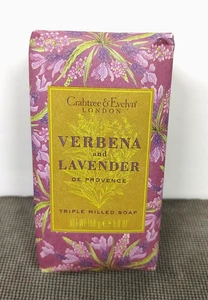 Crabtree & Evelyn®
LONDON
VERBENA
and
LAVENDER
DE PROVENCE
TRIPLE MILLED SOAP